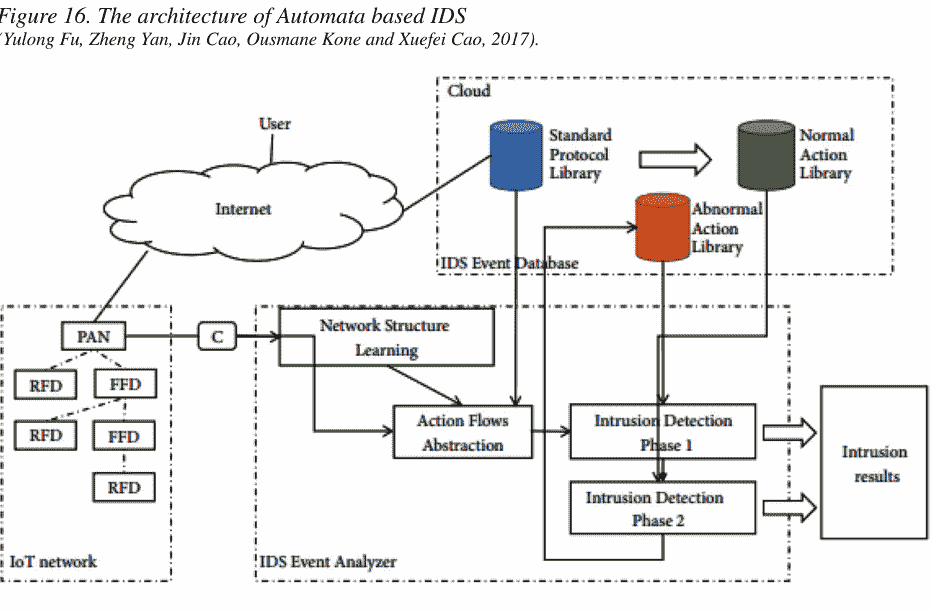 Figure 16. The architecture of Automata based IDS
(Yulong Fu, Zheng Yan, Jin Cao, Ousmane Kone and Xuefei Cao, 2017).
Cloud
User
Standard
Protocol
Library
Normal
Action
Library
Internet
Abnormal
Action
Library
IDS Event Database
PAN
C
Network Structure
Learning
RFD
FFD
RFD
FFD
RFD
Action Flows
Abstraction
Intrusion Detection
Phase 1
Intrusion Detection
Phase 2
Intrusion
results
IoT network
IDS Event Analyzer